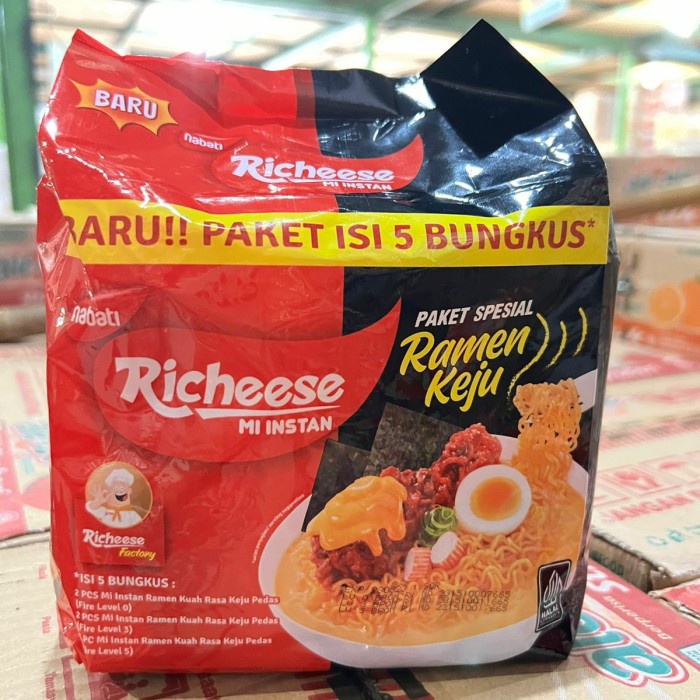 BARU
nabati
Richeese
MI INSTAN
BARU!! PAKET ISI 5 BUNGKUS*
nabati
Richeese
MI INSTAN
PAKET SPESIAL
Ramen
Keju
Richeese
Factory
*ISI 5 BUNGKUS :
2 PCS Mi Instan Ramen Kuah Rasa Keju Pedas
(Fire Level 0)
2 PCS Mi Instan Ramen Kuah Rasa Keju Pedas
(Fire Level 3)
PC Mi Instan Ramen Kuah Rasa Keju Pedas
(Fire Level 5)
HALAL